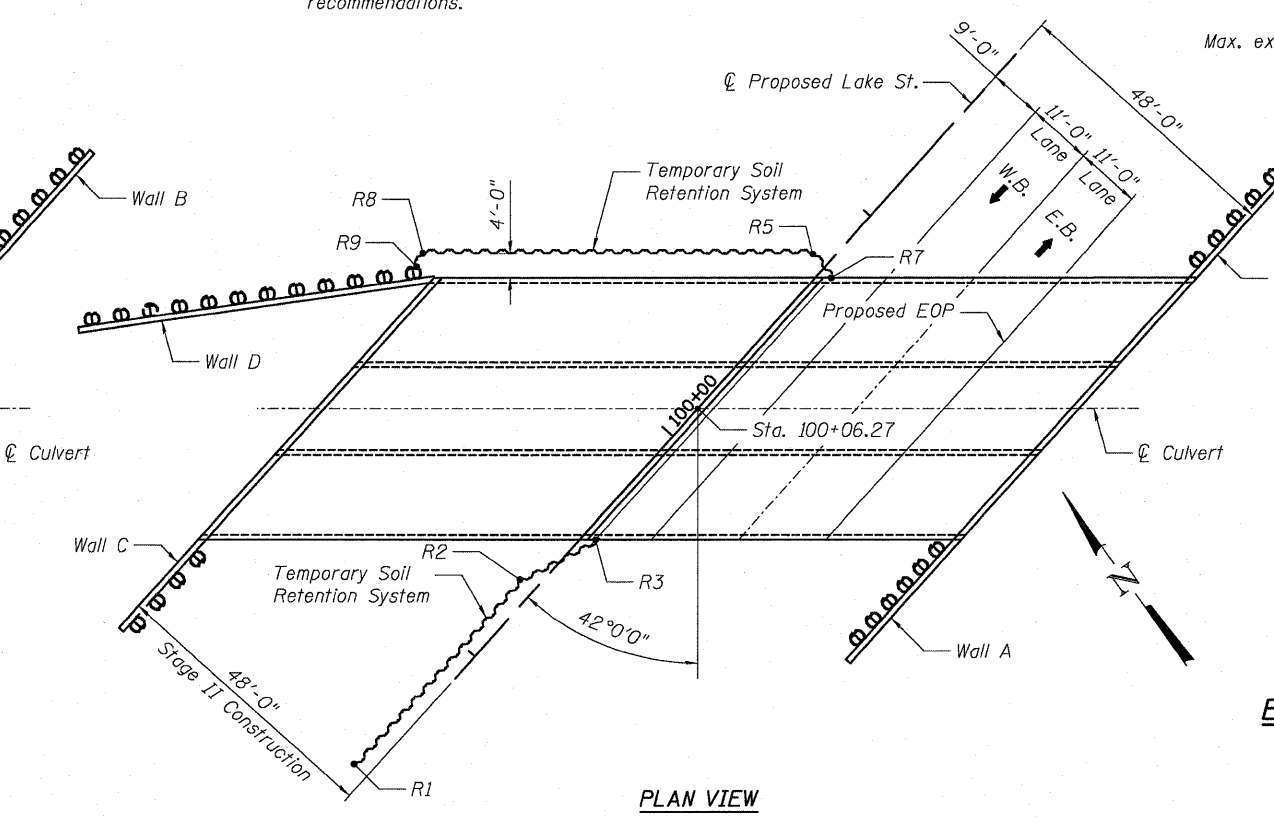 recommendations.
Max. ex
9'-0"
℄ Proposed Lake St.
48'-0"
11'-0"
11'-0"
Lane
Lane
W.B.
E.B.
Temporary Soil
Retention System
Wall B
R8
4'-0"
R5
R9
R7
Proposed EOP
Wall D
100+00
Sta. 100+06.27
℄ Culvert
℄ Culvert
Wall C
R2
R3
Temporary Soil
Retention System
42°0'0"
N
Wall A
48'-0"
Stage II Construction
R1
PLAN VIEW